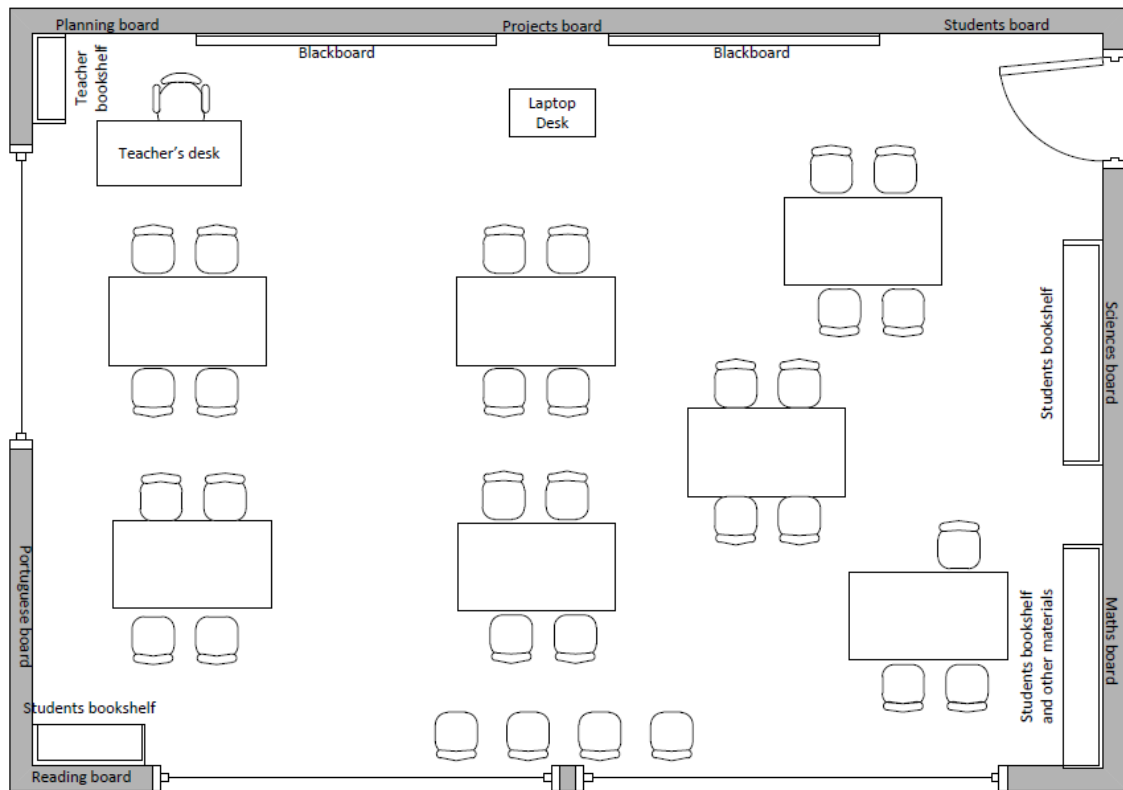 Planning board
Projects board
Students board
Blackboard
Blackboard
Teacher
bookshelf
Laptop
Desk
Teacher's desk
Students bookshelf
Sciences board
Portuguese board
Students bookshelf
and other materials
Maths board
Students bookshelf
Reading board